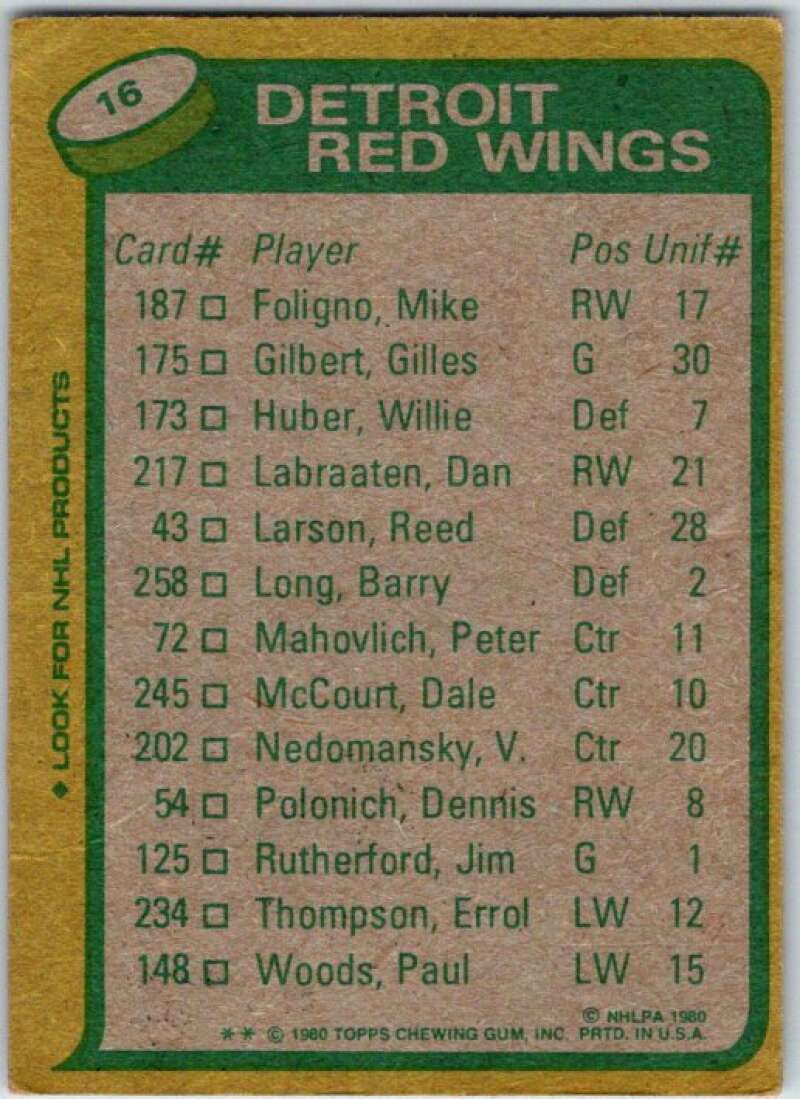 16
DETROIT
RED WINGS
Card# Player Pos Unif#
187 □ Foligno, Mike RW 17
175 □ Gilbert, Gilles G 30
173 □ Huber, Willie Def 7
217 □ Labraaten, Dan RW 21
43 □ Larson, Reed Def 28
258 □ Long, Barry Def 2
72 □ Mahovlich, Peter Ctr 11
245 □ McCourt, Dale Ctr 10
202 □ Nedomansky, V. Ctr 20
54 □ Polonich, Dennis RW 8
125 □ Rutherford, Jim G 1
234 □ Thompson, Errol LW 12
148 □ Woods, Paul LW 15
© NHLPA 1980
** © 1980 TOPPS CHEWING GUM, INC. PRTD. IN U.S.A.
◆ LOOK FOR NHL PRODUCTS